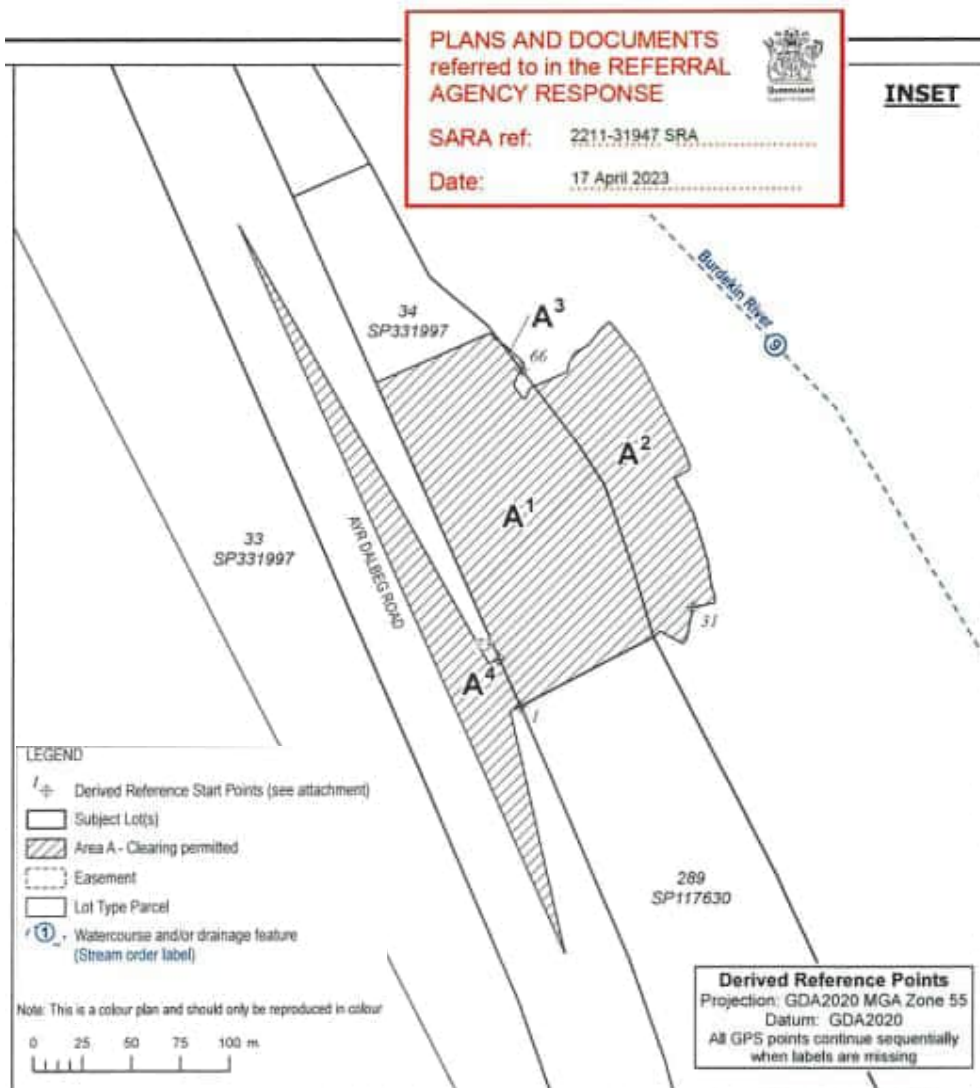 PLANS AND DOCUMENTS
referred to in the REFERRAL
AGENCY RESPONSE
Queensland
Government
SARA ref: 2211-31947 SRA
Date: 17 April 2023
INSET
Burdekin River
9
34
SP331997
A3
66
A2
A1
33
SP331997
AYR DALBEG ROAD
31
A4
1
289
SP117630
LEGEND
1 Derived Reference Start Points (see attachment)
Subject Lot(s)
Area A - Clearing permitted
Easement
Lot Type Parcel
1 Watercourse and/or drainage feature
(Stream order label)
Note: This is a colour plan and should only be reproduced in colour
0 25 50 75 100 m
Derived Reference Points
Projection: GDA2020 MGA Zone 55
Datum: GDA2020
All GPS points continue sequentially
when labels are missing